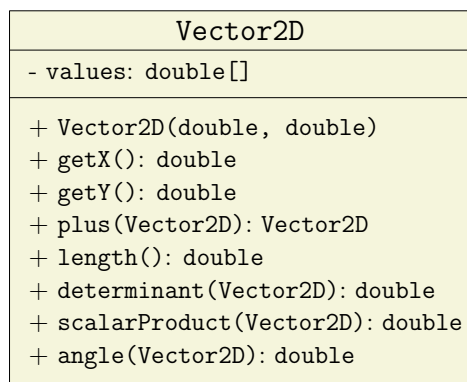 Vector2D
- values: double[]
+ Vector2D(double, double)
+ getX(): double
+ getY(): double
+ plus(Vector2D): Vector2D
+ length(): double
+ determinant(Vector2D): double
+ scalarProduct(Vector2D): double
+ angle(Vector2D): double